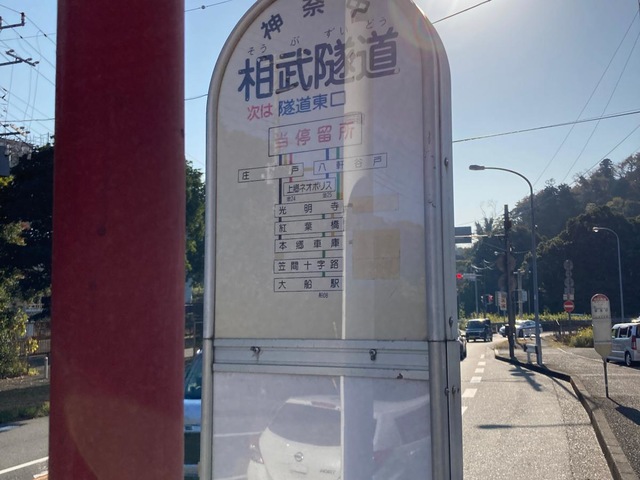 神奈中
そうぶずいどう
相武隧道
次は 隧道東口
当停留所
庄戸 八軒谷戸
上郷ネオポリス
光明寺
紅葉橋
本郷車庫
笠間十字路
大船駅